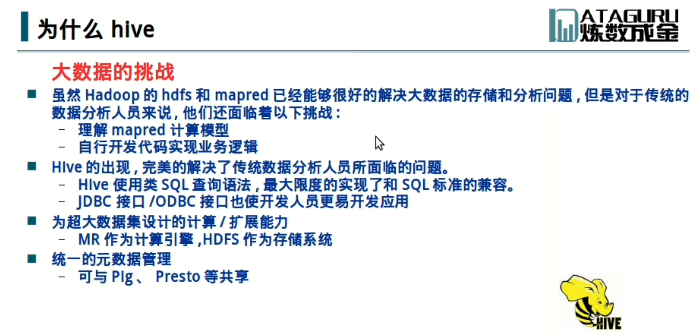 为什么 hive
ATAGURU
炼数成金
大数据的挑战
虽然 Hadoop 的 hdfs 和 mapred 已经能够很好的解决大数据的存储和分析问题 , 但是对于传统的
数据分析人员来说 , 他们还面临着以下挑战 :
– 理解 mapred 计算模型
– 自行开发代码实现业务逻辑
Hive 的出现 , 完美的解决了传统数据分析人员所面临的问题。
– Hive 使用类 SQL 查询语法 , 最大限度的实现了和 SQL 标准的兼容。
– JDBC 接口 /ODBC 接口也使开发人员更易开发应用
为超大数据集设计的计算 / 扩展能力
– MR 作为计算引擎 ,HDFS 作为存储系统
统一的元数据管理
– 可与 Pig 、 Presto 等共享
HIVE